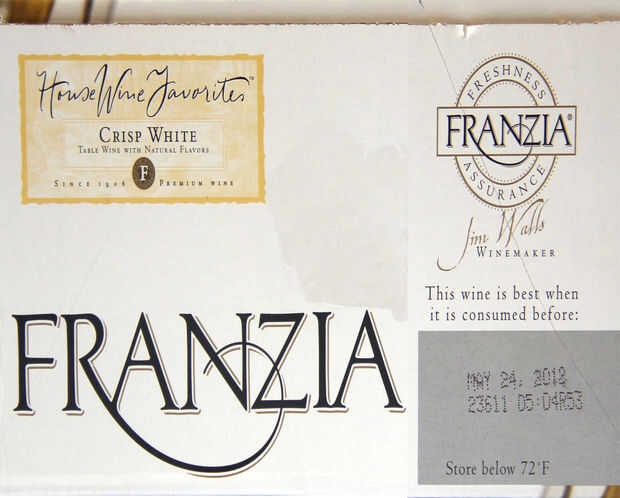 House Wine Favorites™
CRISP WHITE
TABLE WINE WITH NATURAL FLAVORS
F
SINCE 1906 PREMIUM WINE
FRANZIA
FRESHNESS
FRANZIA®
ASSURANCE
Jim Walls
WINEMAKER
This wine is best when
it is consumed before:
MAY 24, 2012
23611 05:04R53
Store below 72°F